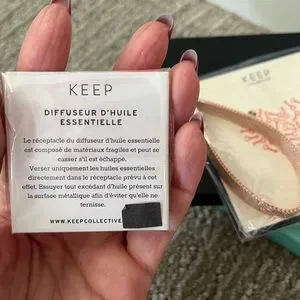 KEEP
DIFFUSEUR D'HUILE
ESSENTIELLE
Le réceptacle du diffuseur d'huile essentielle
est composé de matériaux fragiles et peut se
casser s'il est échappé.
Verser uniquement les huiles essentielles
directement dans le réceptacle prévu à cet
effet. Essuyer tout excédant d'huile présent sur
la surface métallique afin d'éviter qu'elle ne
ternisse.
WWW.KEEPCOLLECTIVE
KEEP